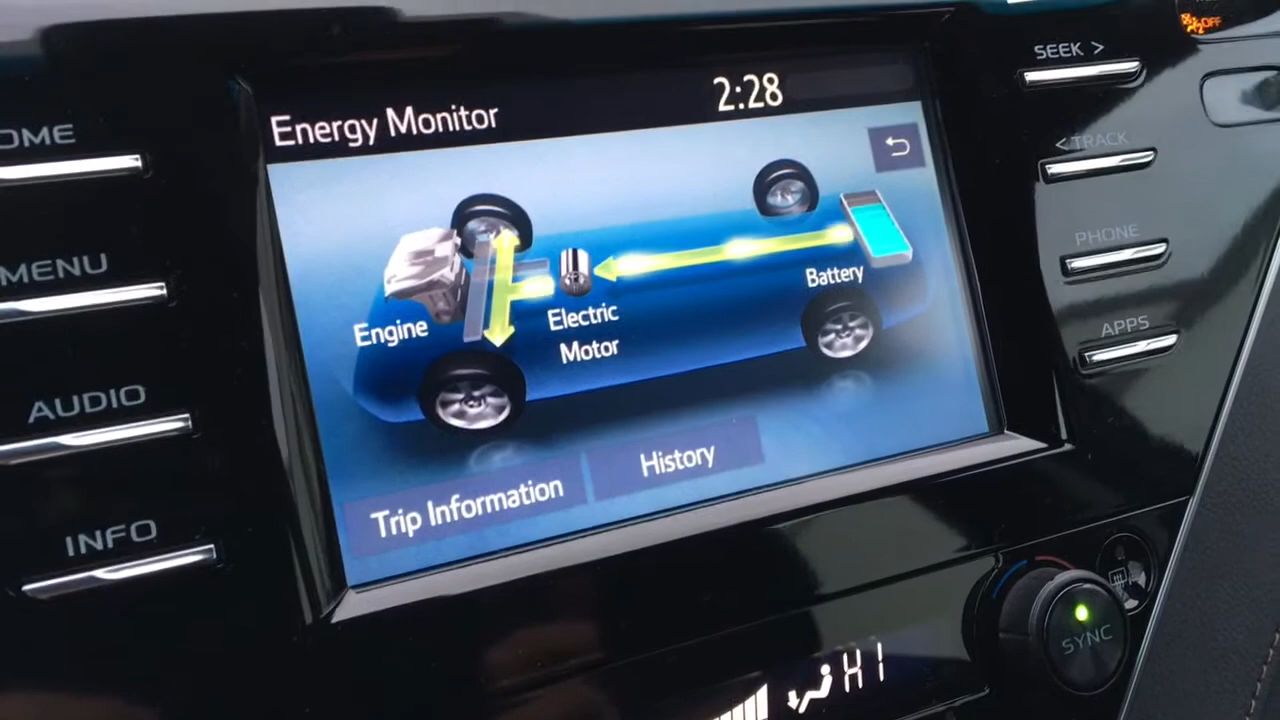 Energy Monitor
2:28
Engine
Electric
Motor
Battery
Trip Information
History
MENU
AUDIO
INFO
SEEK >
< TRACK
PHONE
APPS
OFF
SYNC
HI